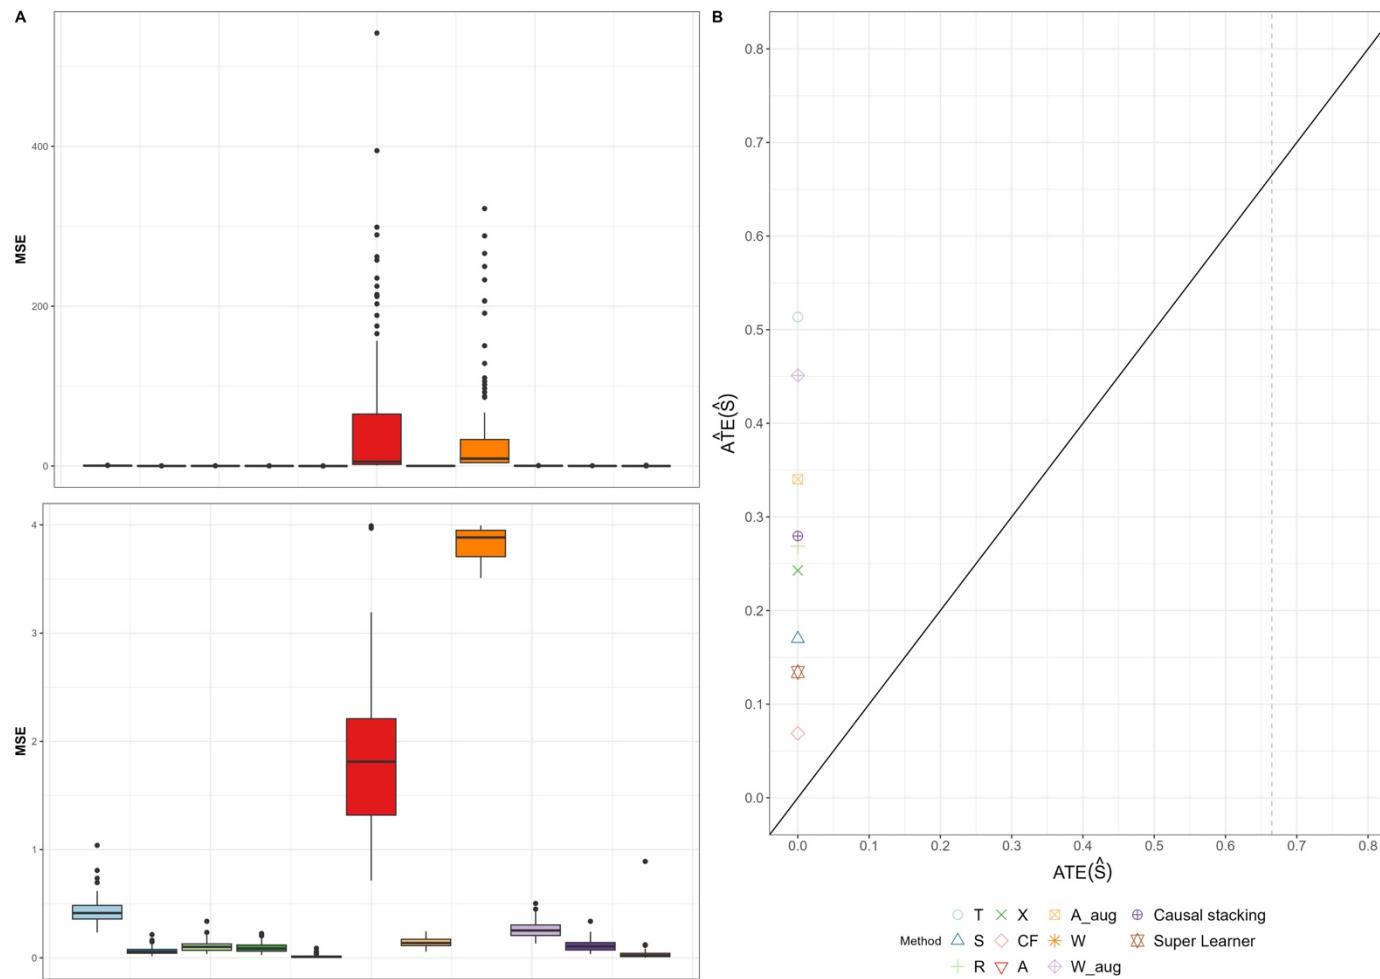 A
MSE
400
200
0
MSE
4
3
2
1
0
B
ATE^(Ŝ)
0.8
0.7
0.6
0.5
0.4
0.3
0.2
0.1
0.0
0.0 0.1 0.2 0.3 0.4 0.5 0.6 0.7 0.8
ATE(Ŝ)
T X A_aug Causal stacking
Method S CF W Super Learner
R A W_aug